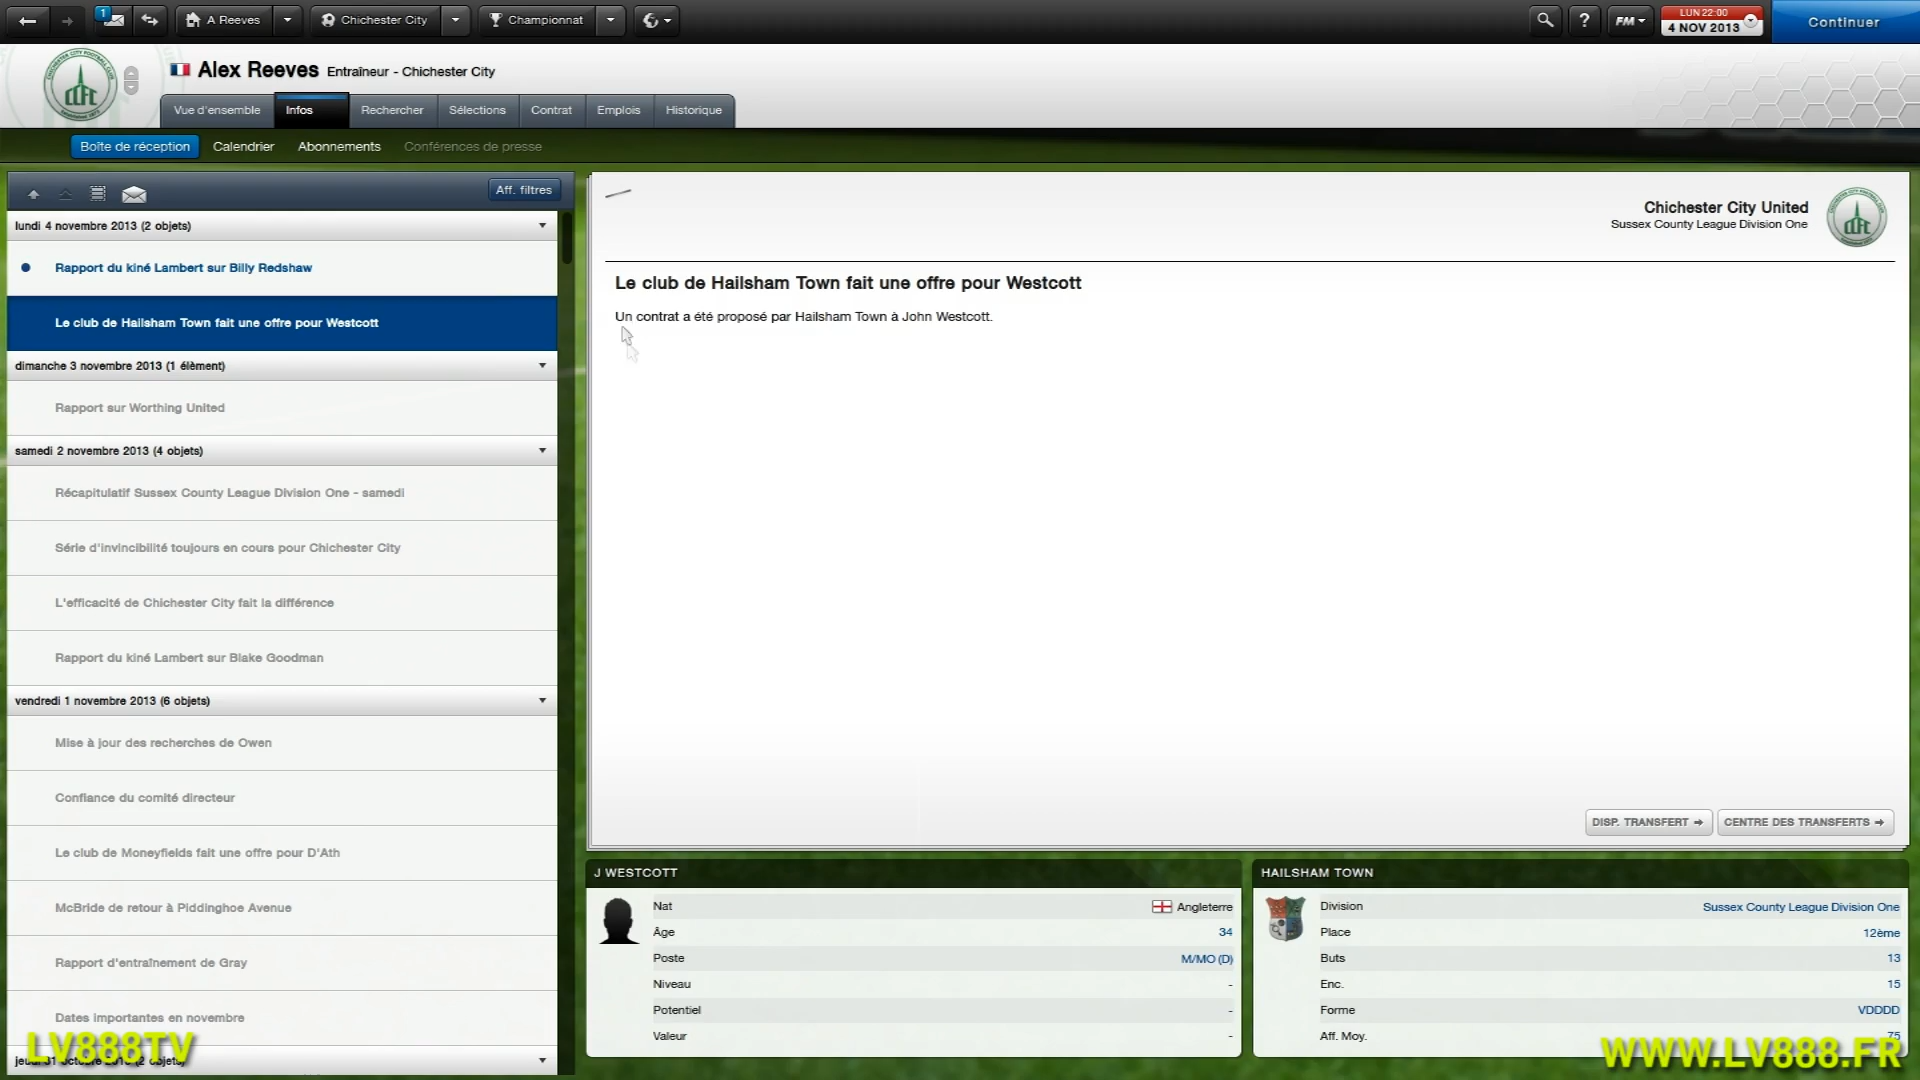 1
A Reeves
Chichester City
Championnat
?
FM
LUN 22:00
4 NOV 2013
Continuer
Alex Reeves Entraîneur - Chichester City
Vue d'ensemble
Infos
Rechercher
Sélections
Contrat
Emplois
Historique
Boîte de réception
Calendrier
Abonnements
Conférences de presse
Aff. filtres
lundi 4 novembre 2013 (2 objets)
Rapport du kiné Lambert sur Billy Redshaw
Le club de Hailsham Town fait une offre pour Westcott
dimanche 3 novembre 2013 (1 élèment)
Rapport sur Worthing United
samedi 2 novembre 2013 (4 objets)
Récapitulatif Sussex County League Division One - samedi
Série d'invincibilité toujours en cours pour Chichester City
L'efficacité de Chichester City fait la différence
Rapport du kiné Lambert sur Blake Goodman
vendredi 1 novembre 2013 (6 objets)
Mise à jour des recherches de Owen
Confiance du comité directeur
Le club de Moneyfields fait une offre pour D'Ath
McBride de retour à Piddinghoe Avenue
Rapport d'entraînement de Gray
Dates importantes en novembre
jeudi 31 octobre 2013 (2 objets)
LV888TV
Chichester City United
Sussex County League Division One
Le club de Hailsham Town fait une offre pour Westcott
Un contrat a été proposé par Hailsham Town à John Westcott.
DISP. TRANSFERT
CENTRE DES TRANSFERTS
J WESTCOTT
Nat Angleterre
Âge 34
Poste M/MO (D)
Niveau -
Potentiel -
Valeur -
HAILSHAM TOWN
Division Sussex County League Division One
Place 12ème
Buts 13
Enc. 15
Forme VDDDD
Aff. Moy. 75
WWW.LV888.FR